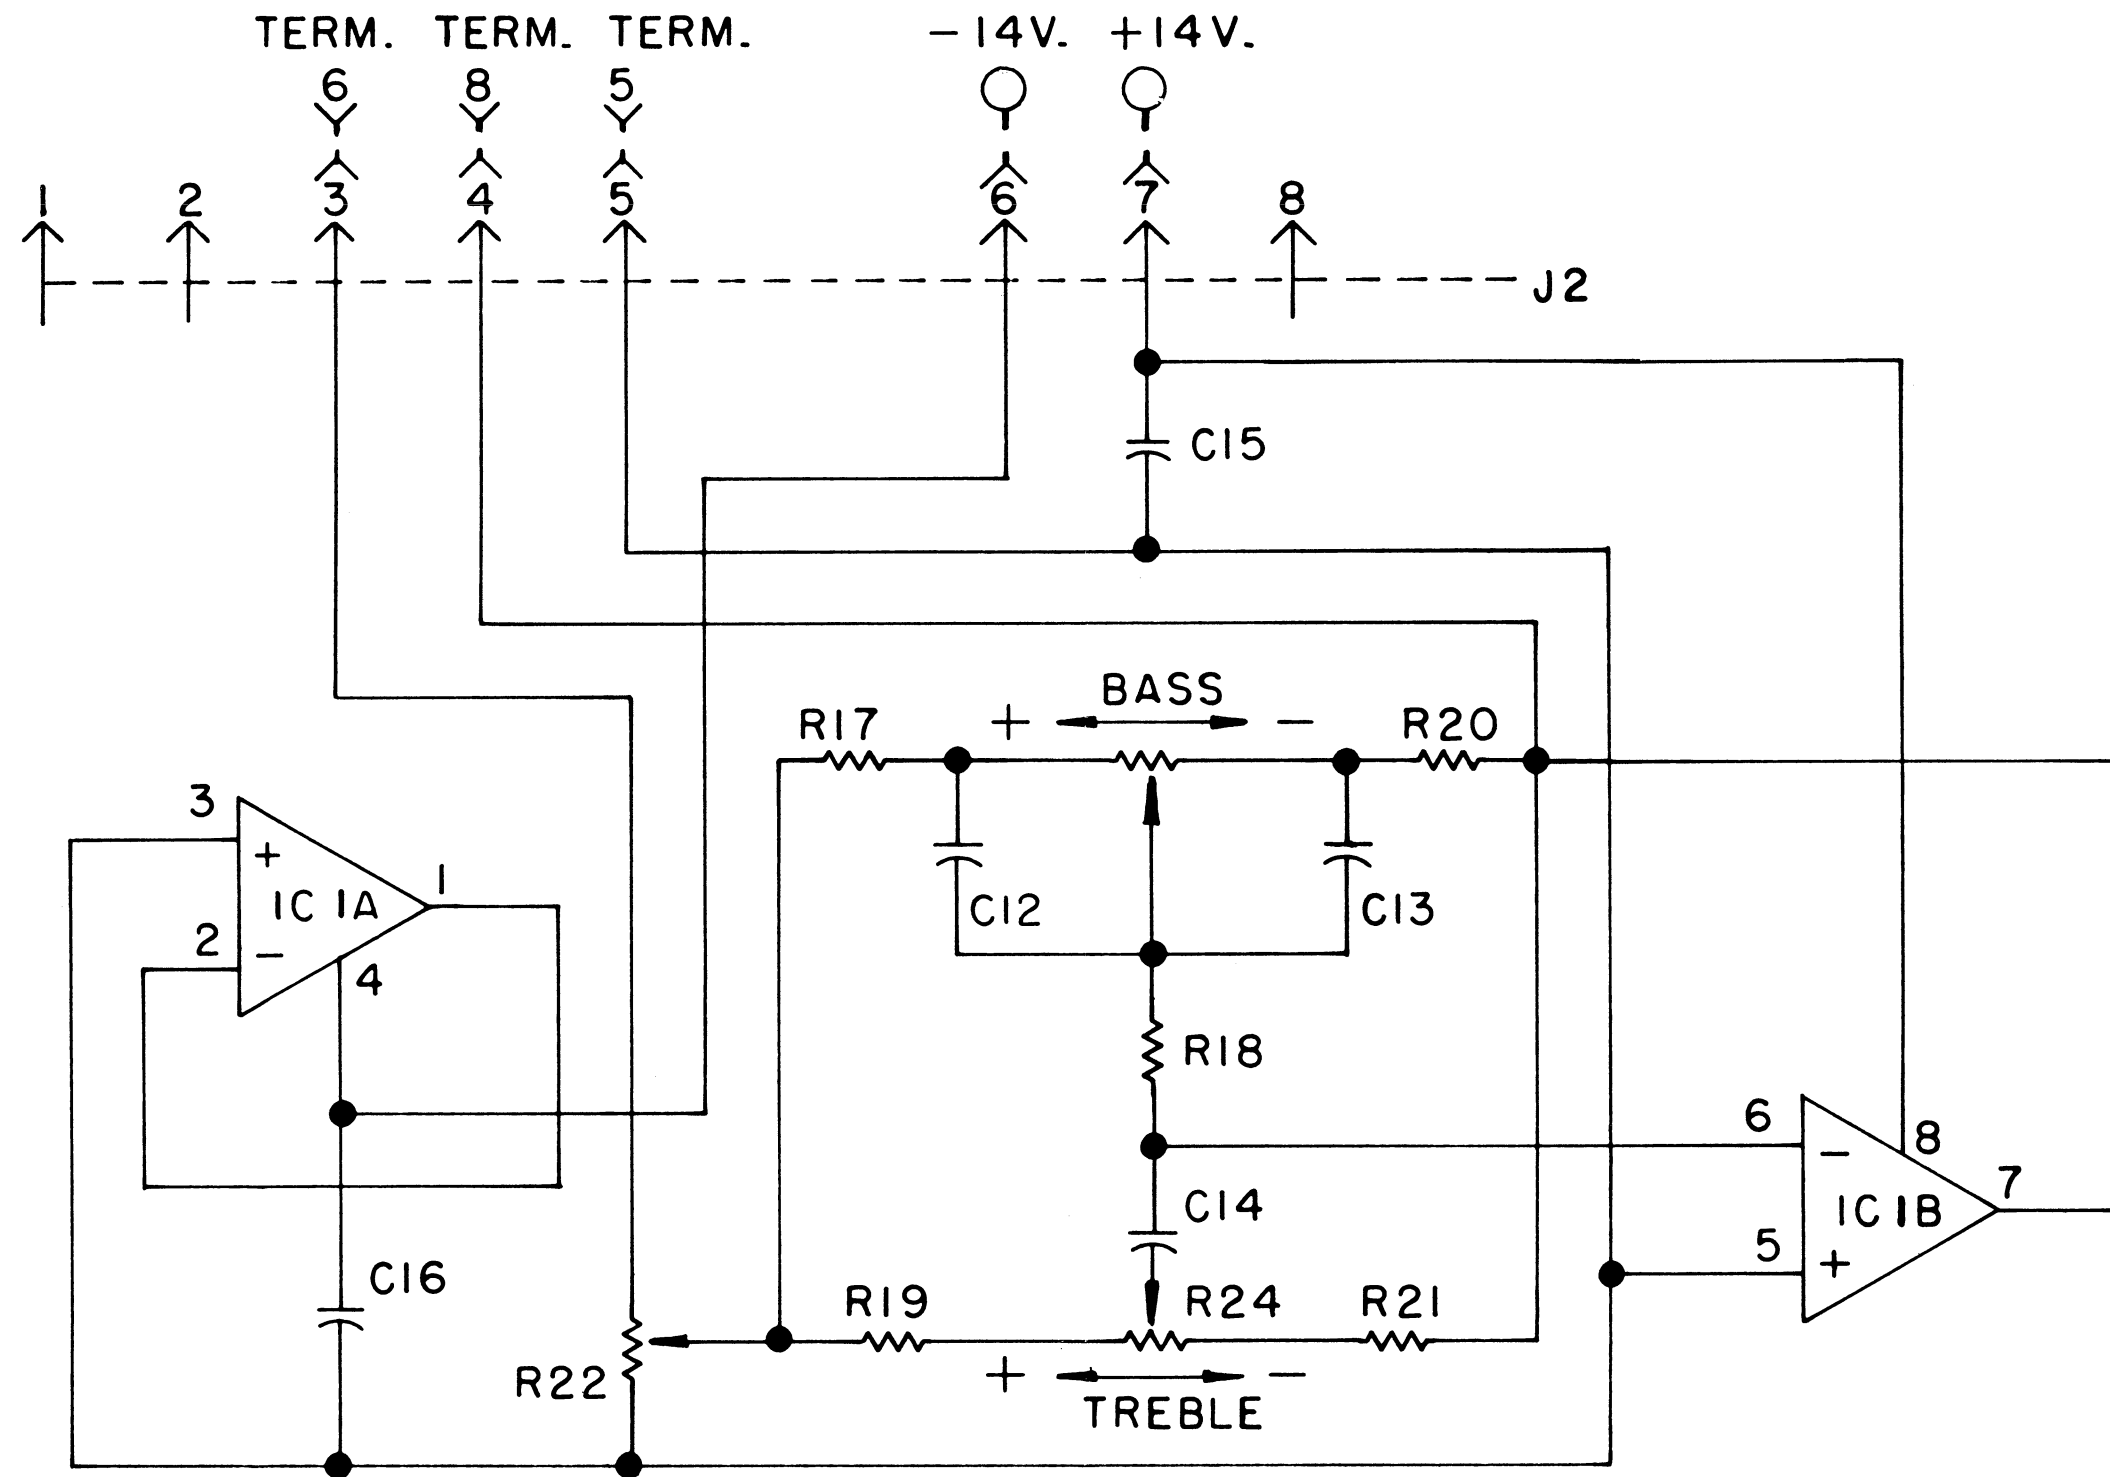 TERM. TERM. TERM. -14V. +14V.
6 8 5
1 2 3 4 5 6 7 8
J2
C15
BASS
+ -
R17 R20
3
+
1
IC 1A
C12 C13
2
-
4
R18
6
-
8
7
C14
IC 1B
5
+
C16
R19 R24 R21
R22
+ -
TREBLE